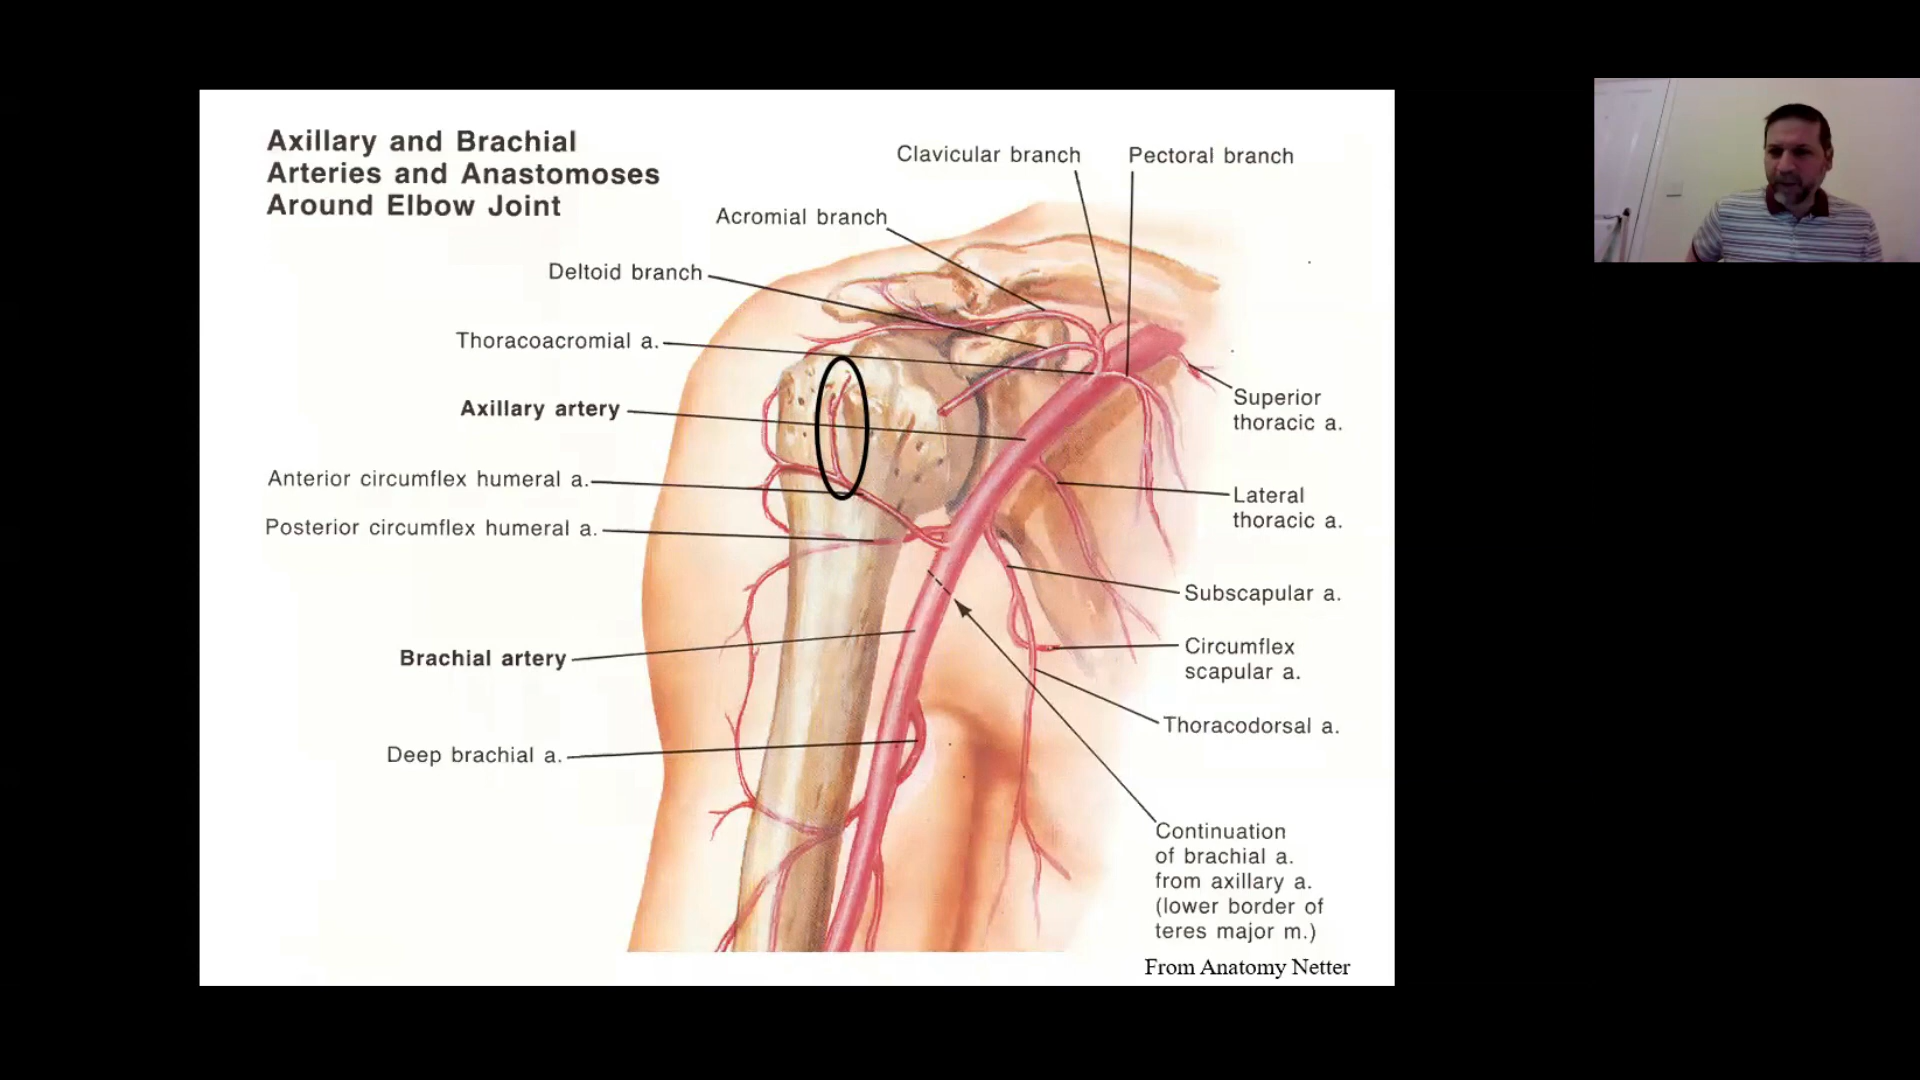 Axillary and Brachial
Arteries and Anastomoses
Around Elbow Joint
Clavicular branch
Pectoral branch
Acromial branch
Deltoid branch
Thoracoacromial a.
Axillary artery
Anterior circumflex humeral a.
Posterior circumflex humeral a.
Brachial artery
Deep brachial a.
Superior
thoracic a.
Lateral
thoracic a.
Subscapular a.
Circumflex
scapular a.
Thoracodorsal a.
Continuation
of brachial a.
from axillary a.
(lower border of
teres major m.)
From Anatomy Netter